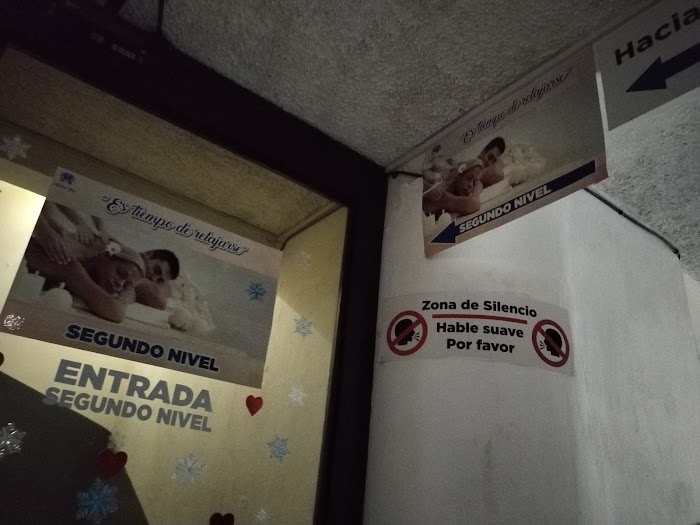 "Es tiempo de relajarse"
SEGUNDO NIVEL
ENTRADA
SEGUNDO NIVEL
"Es tiempo de relajarse"
SEGUNDO NIVEL
Hacia
Zona de Silencio
Hable suave
Por favor